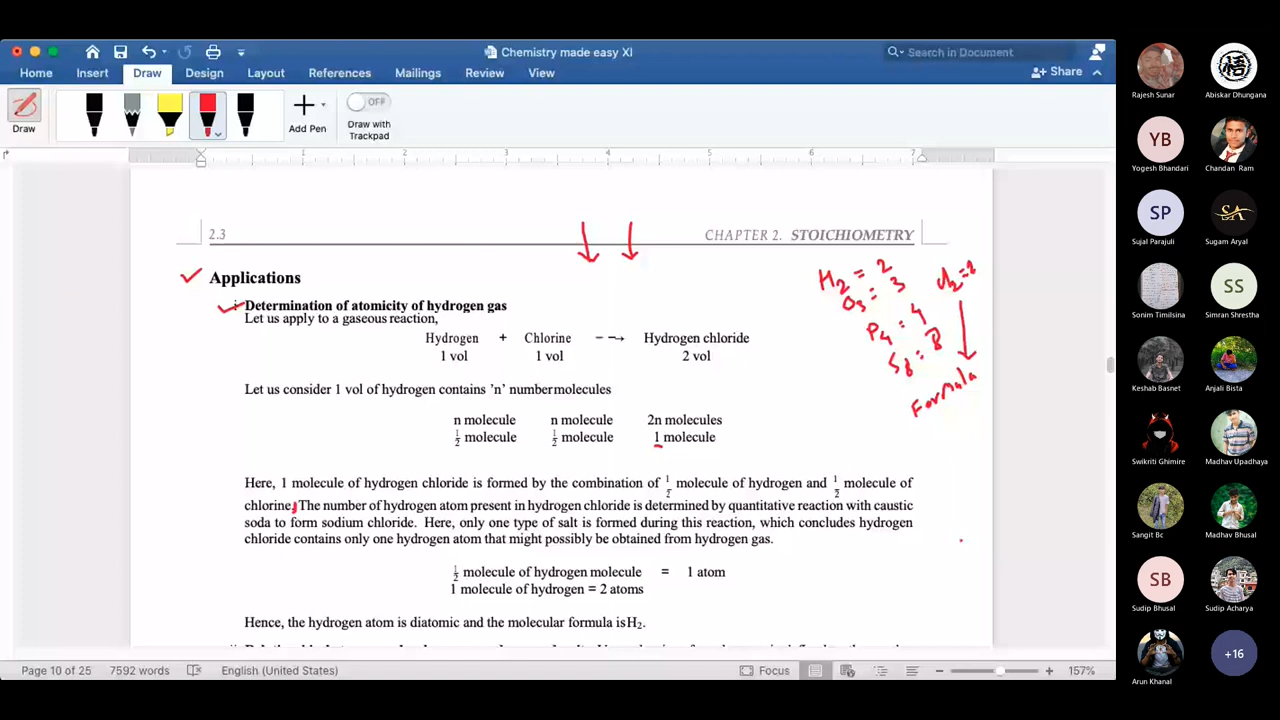 Chemistry made easy XI
Search in Document
Home Insert Draw Design Layout References Mailings Review View
Share
Draw
Add Pen
OFF
Draw with
Trackpad
2 3 4 5 6 7
2.3 CHAPTER 2. STOICHIOMETRY
Applications
i. Determination of atomicity of hydrogen gas
Let us apply to a gaseous reaction,
Hydrogen + Chlorine - -→ Hydrogen chloride
1 vol 1 vol 2 vol
Let us consider 1 vol of hydrogen contains 'n' numbermolecules
n molecule n molecule 2n molecules
1/2 molecule 1/2 molecule 1 molecule
Here, 1 molecule of hydrogen chloride is formed by the combination of 1/2 molecule of hydrogen and 1/2 molecule of
chlorine. The number of hydrogen atom present in hydrogen chloride is determined by quantitative reaction with caustic
soda to form sodium chloride. Here, only one type of salt is formed during this reaction, which concludes hydrogen
chloride contains only one hydrogen atom that might possibly be obtained from hydrogen gas.
1/2 molecule of hydrogen molecule = 1 atom
1 molecule of hydrogen = 2 atoms
Hence, the hydrogen atom is diatomic and the molecular formula is H2.
H2 = 2
O3 = 3
P4 = 4
S8 = 8
Formula
Page 10 of 25 7592 words English (United States) Focus 157%
Rajesh Sunar
Abiskar Dhungana
YB
Yogesh Bhandari
Chandan Ram
SP
Sujal Parajuli
SA
Sugam Aryal
Sonim Timilsina
SS
Simran Shrestha
Keshab Basnet
Anjali Bista
Swikriti Ghimire
Madhav Upadhaya
Sangit Bc
Madhav Bhusal
SB
Sudip Bhusal
Sudip Acharya
Arun Khanal
+16